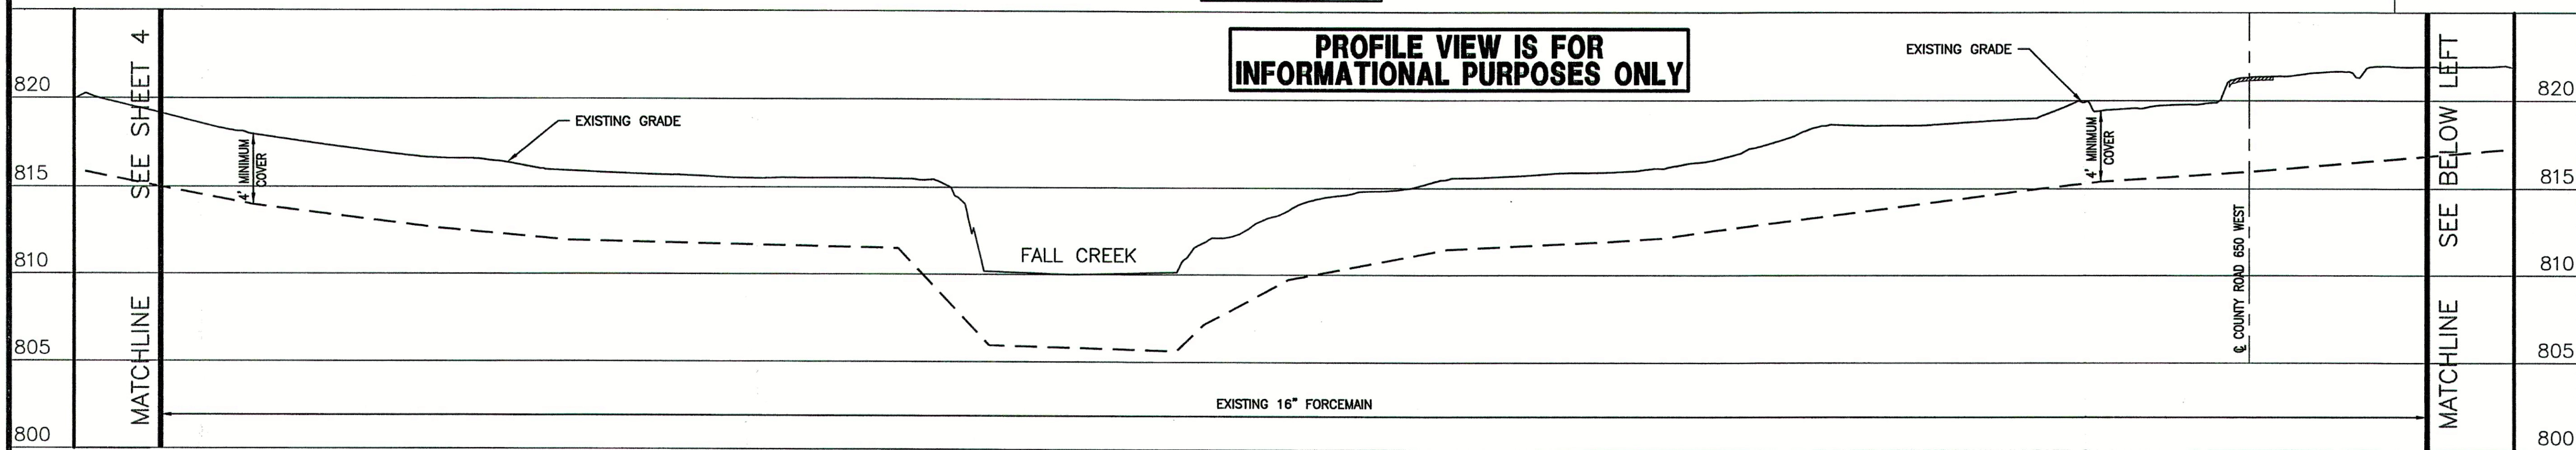 PROFILE VIEW IS FOR
INFORMATIONAL PURPOSES ONLY
MATCHLINE SEE SHEET 4
820
815
810
805
800
4' MINIMUM
COVER
EXISTING GRADE
FALL CREEK
EXISTING 16" FORCEMAIN
EXISTING GRADE
4' MINIMUM
COVER
℄ COUNTY ROAD 650 WEST
MATCHLINE SEE BELOW LEFT
820
815
810
805
800